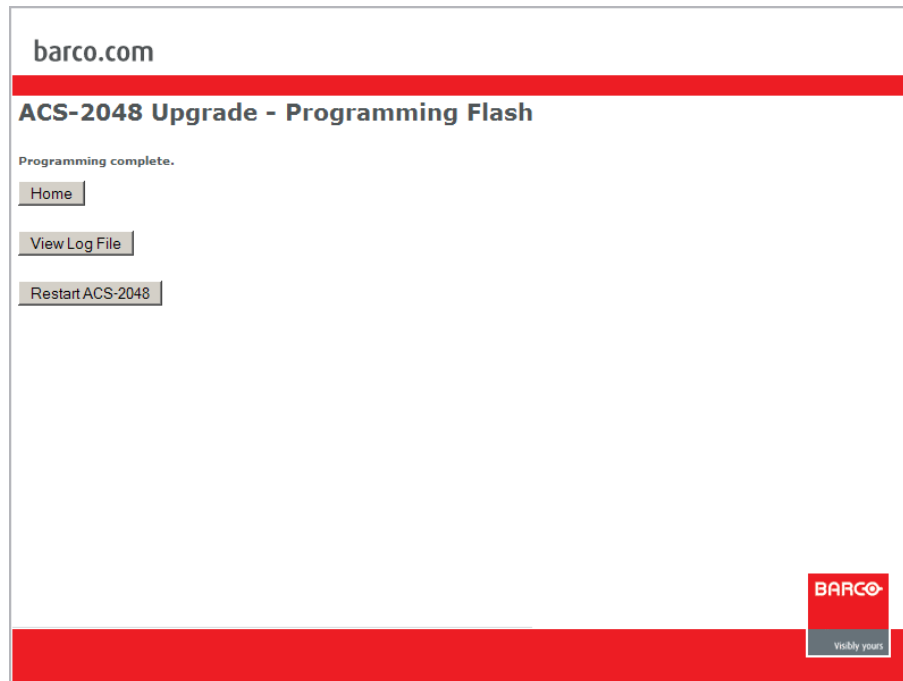 barco.com
ACS-2048 Upgrade - Programming Flash
Programming complete.
Home
View Log File
Restart ACS-2048
BARCO
Visibly yours